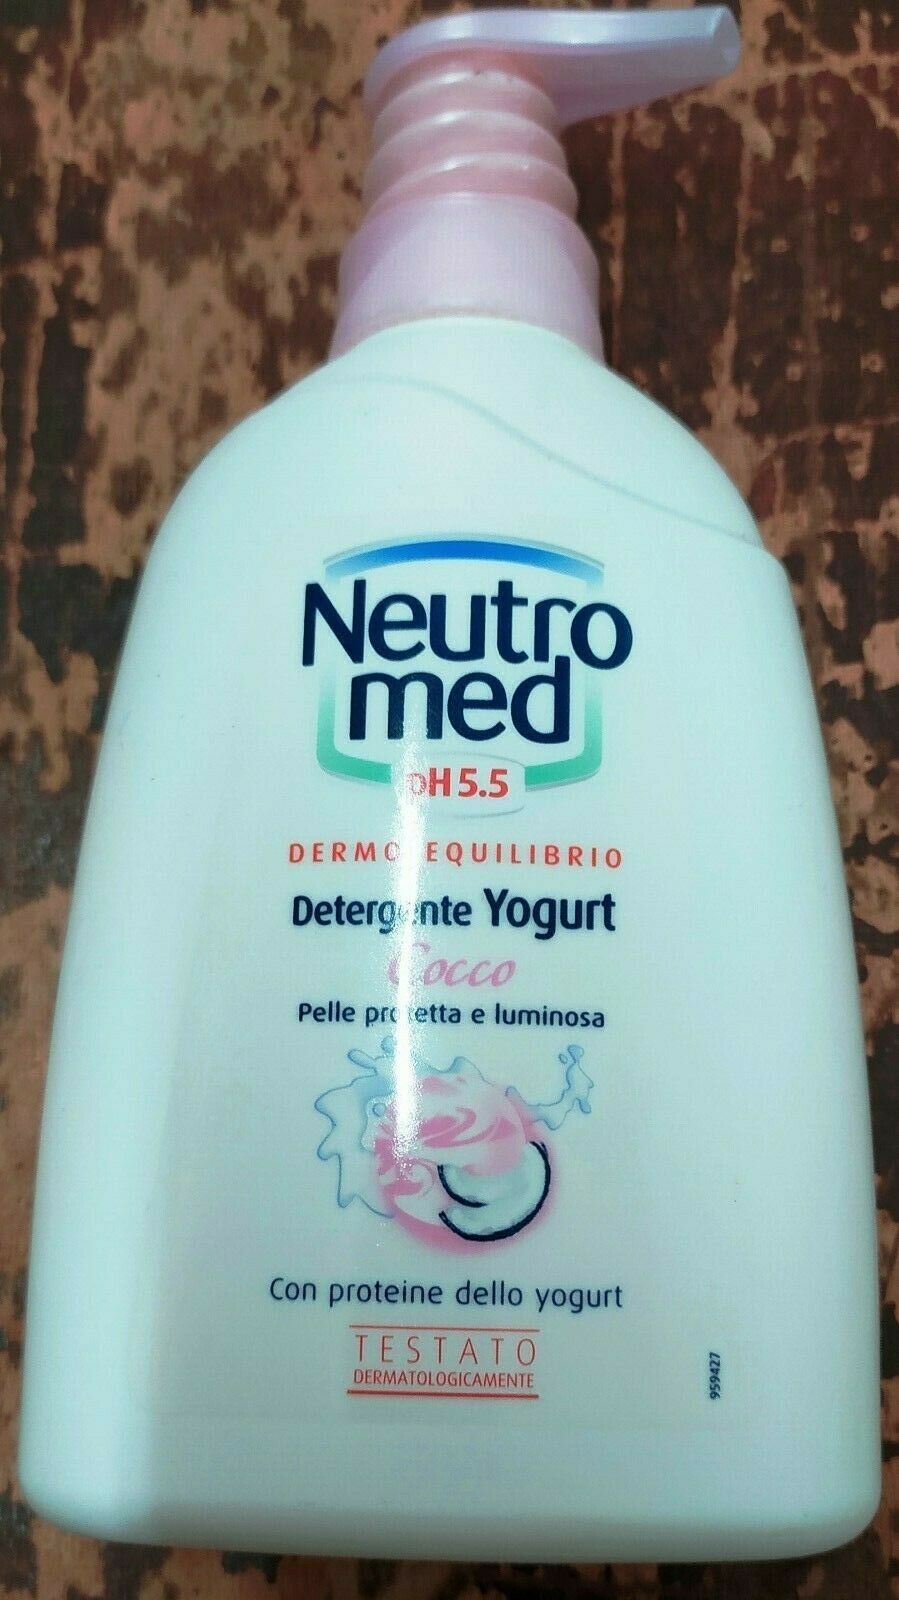 Neutro
med
pH 5.5
DERMO EQUILIBRIO
Detergente Yogurt
Cocco
Pelle protetta e luminosa
Con proteine dello yogurt
TESTATO
DERMATOLOGICAMENTE
959427